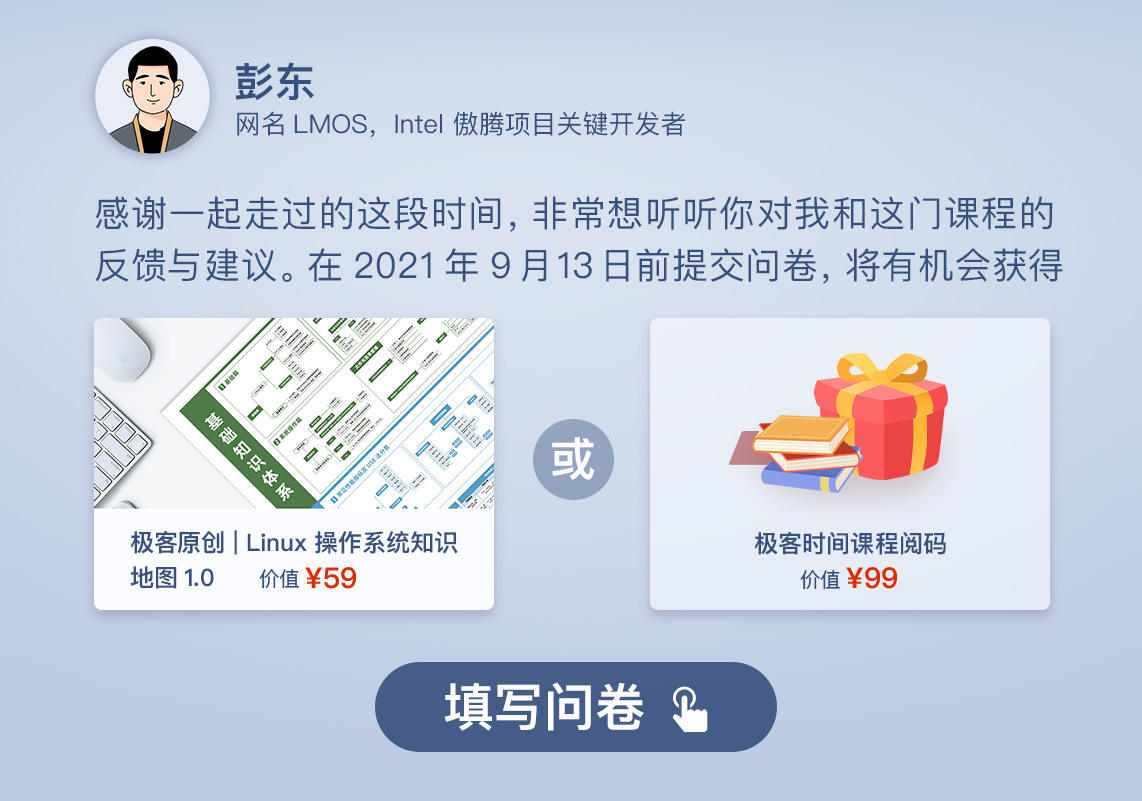 彭东
网名 LMOS，Intel 傲腾项目关键开发者
感谢一起走过的这段时间，非常想听听你对我和这门课程的
反馈与建议。在 2021 年 9 月13 日前提交问卷，将有机会获得
基础知识体系
或
极客原创 | Linux 操作系统知识
地图 1.0 价值 ¥59
极客时间课程阅码
价值 ¥99
填写问卷